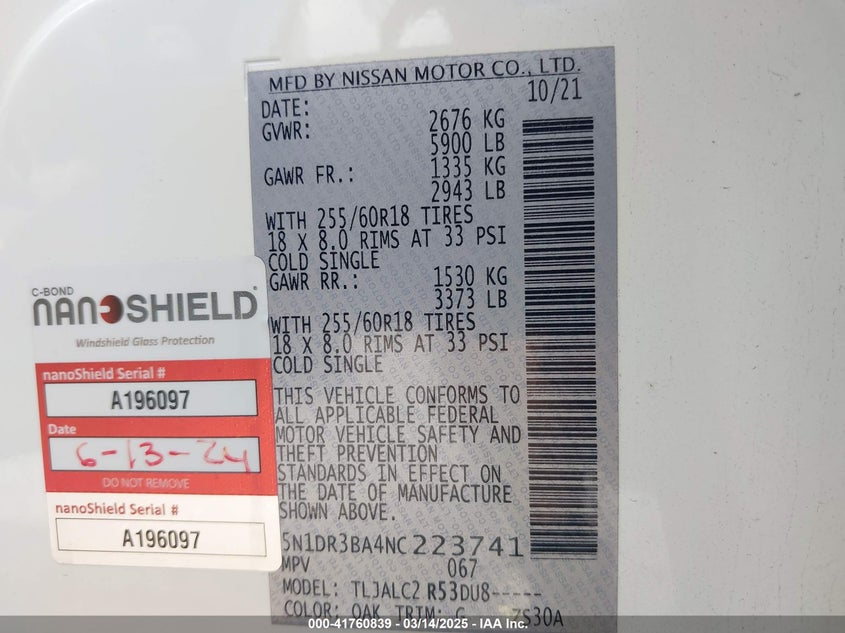 MFD BY NISSAN MOTOR CO., LTD.
DATE: 10/21
GVWR: 2676 KG
5900 LB
GAWR FR.: 1335 KG
2943 LB
WITH 255/60R18 TIRES
18 X 8.0 RIMS AT 33 PSI
COLD SINGLE
GAWR RR.: 1530 KG
3373 LB
WITH 255/60R18 TIRES
18 X 8.0 RIMS AT 33 PSI
COLD SINGLE
THIS VEHICLE CONFORMS TO
ALL APPLICABLE FEDERAL
MOTOR VEHICLE SAFETY AND
THEFT PREVENTION
STANDARDS IN EFFECT ON
THE DATE OF MANUFACTURE
SHOWN ABOVE.
5N1DR3BA4NC223741
MPV 067
MODEL: TLJALC2 R53DU8-----
COLOR: QAK TRIM: G ZS30A
C-BOND
NANOSHIELD
Windshield Glass Protection
nanoShield Serial #
A196097
Date
6-13-24
DO NOT REMOVE
nanoShield Serial #
A196097
000-41760839 - 03/14/2025 - IAA Inc.